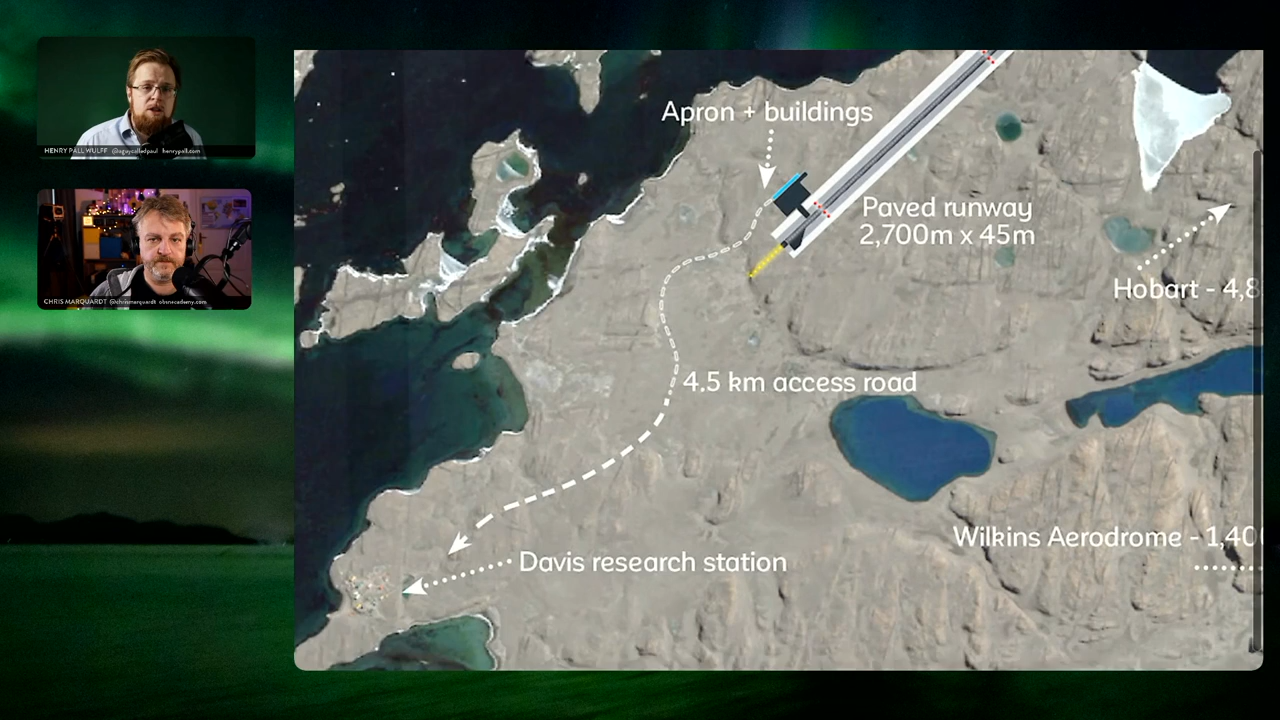 HENRY PALL WULFF @aguycalledpaul henrypall.com
CHRIS MARQUARDT @chrismarquardt absnrcademy.com
Apron + buildings
Paved runway
2,700m x 45m
Hobart - 4,8
4.5 km access road
Wilkins Aerodrome - 1,40
Davis research station